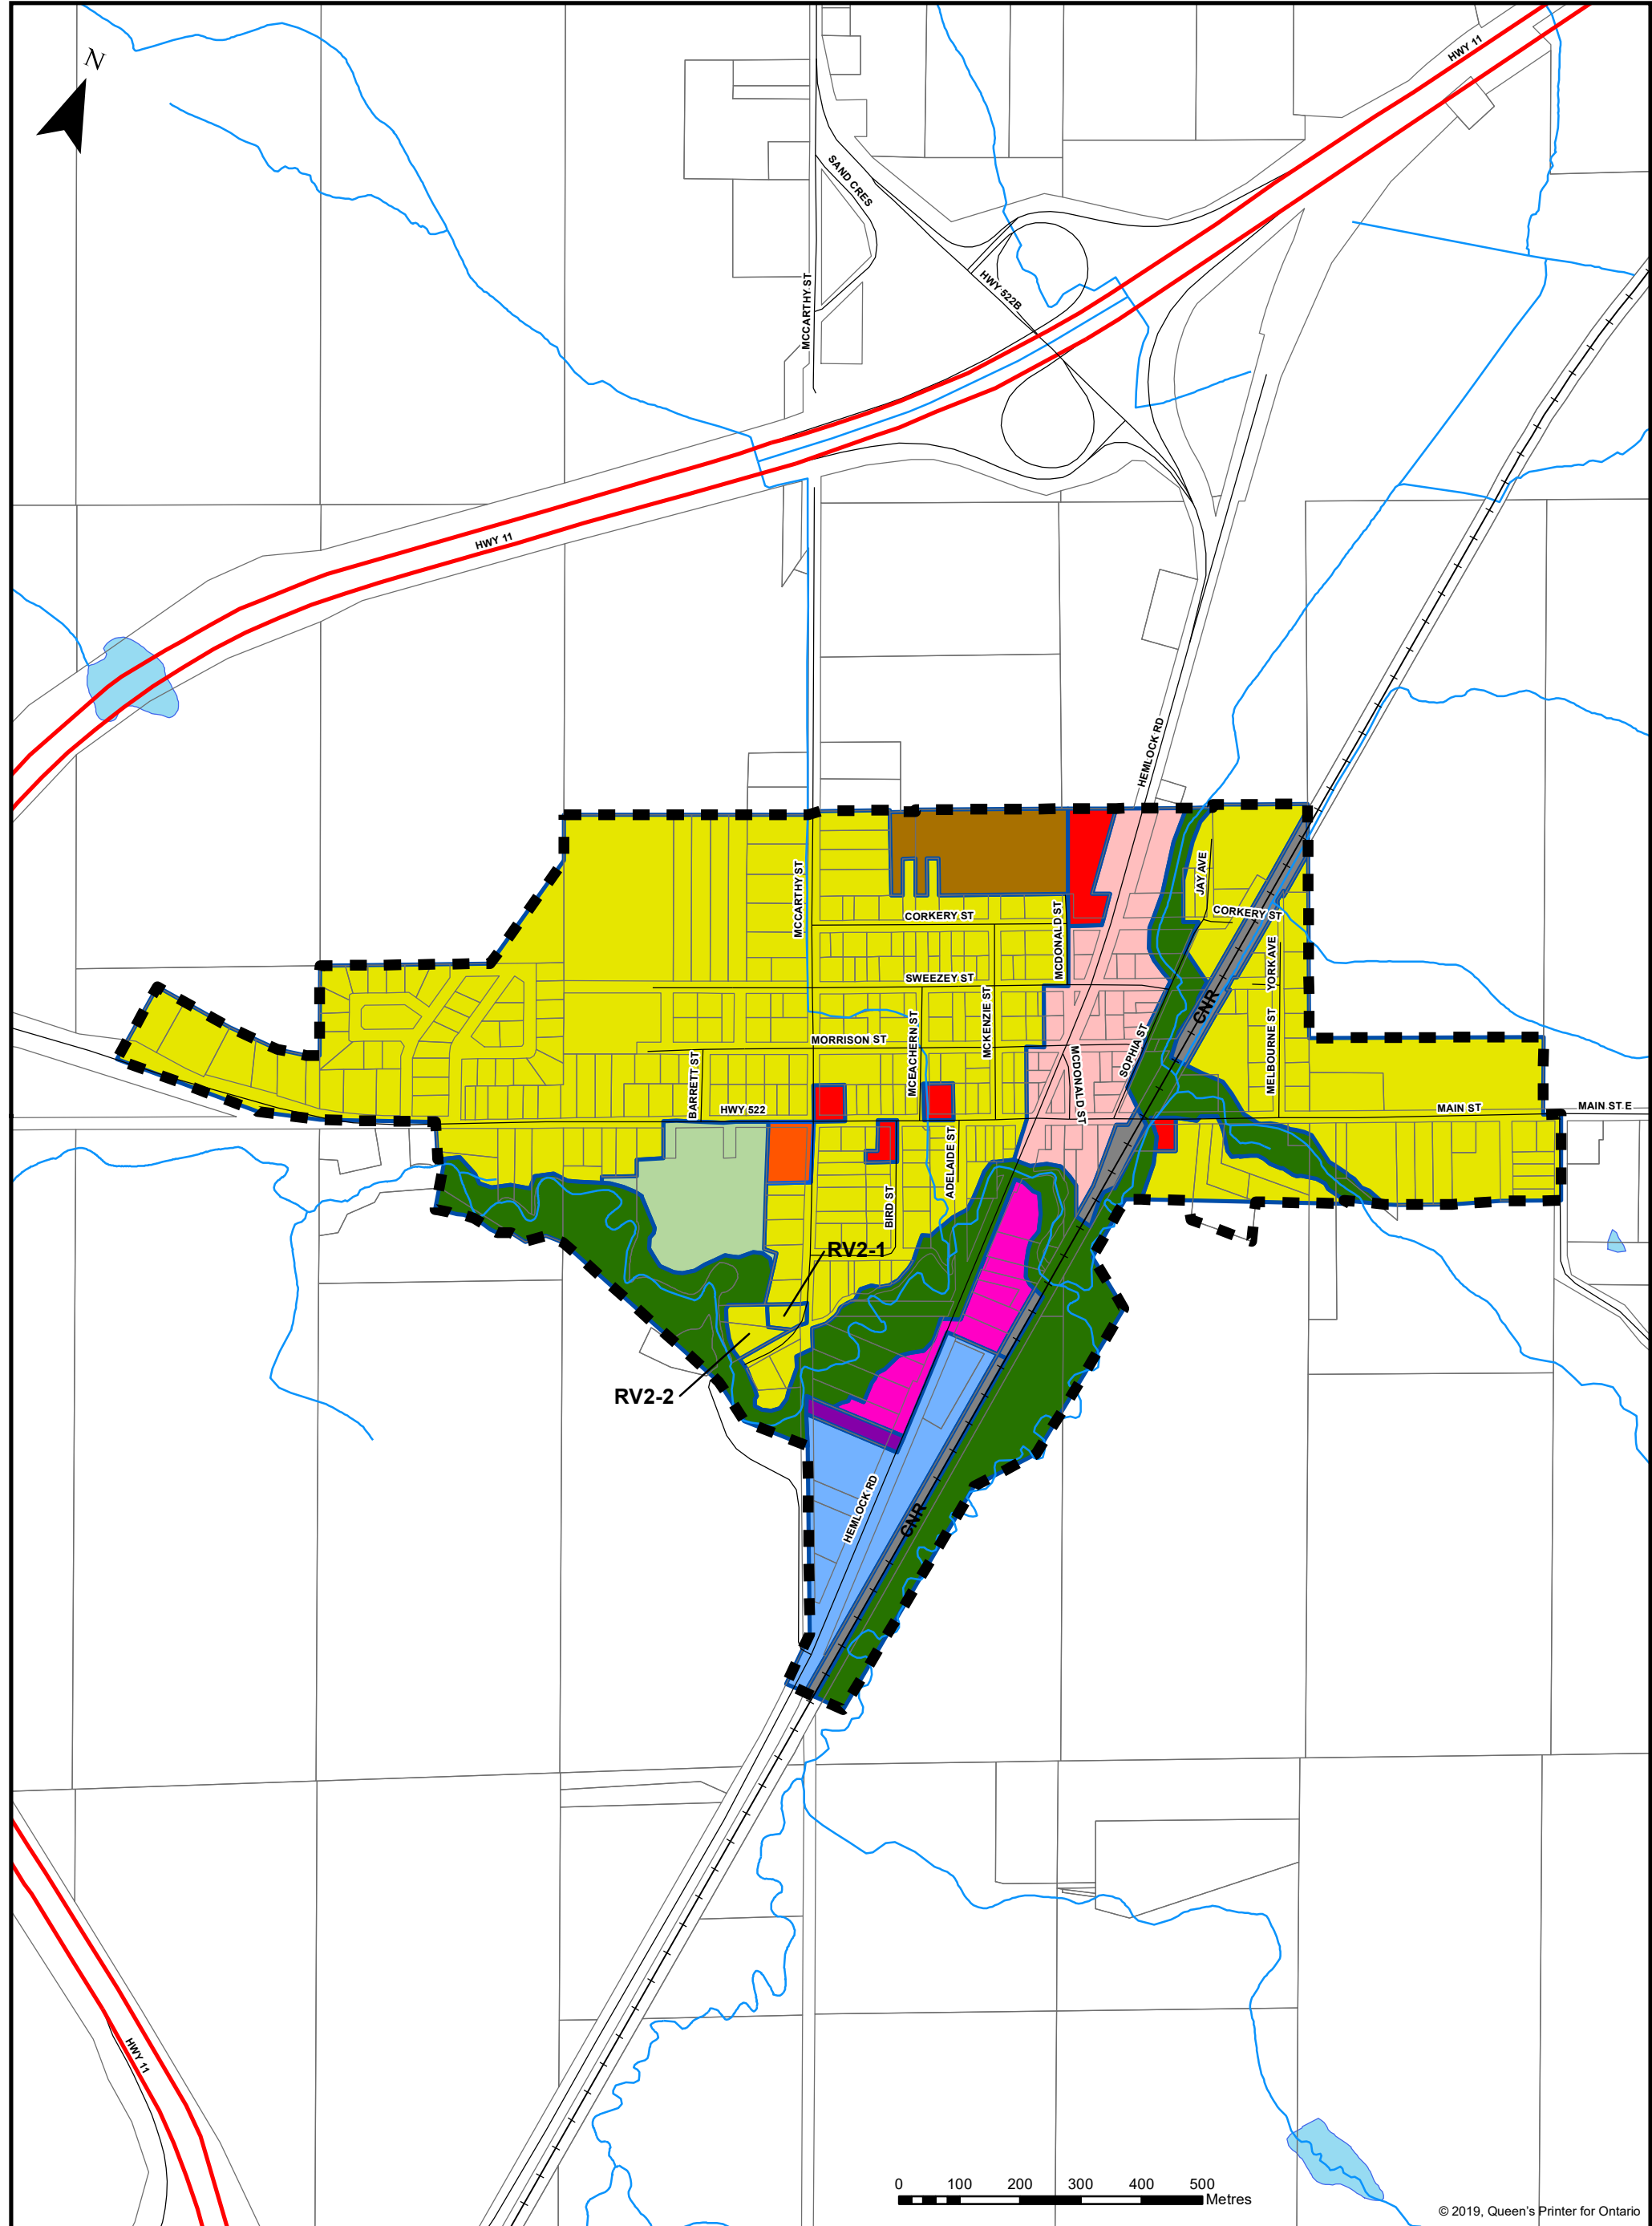 HWY 11
N
SAND CRES
HWY 522B
MCCARTHY ST
HWY 11
HEMLOCK RD
MCCARTHY ST
JAY AVE
CORKERY ST
CORKERY ST
MCDONALD ST
YORK AVE
SWEEZEY ST
CNR
MCKENZIE ST
MCEACHERN ST
MORRISON ST
SOPHIA ST
MELBOURNE ST
BARRETT ST
MCDONALD ST
HWY 522
MAIN ST
MAIN ST E
ADELAIDE ST
BIRD ST
RV2-1
RV2-2
HEMLOCK RD
CNR
HWY 11
0 100 200 300 400 500
Metres
© 2019, Queen's Printer for Ontario